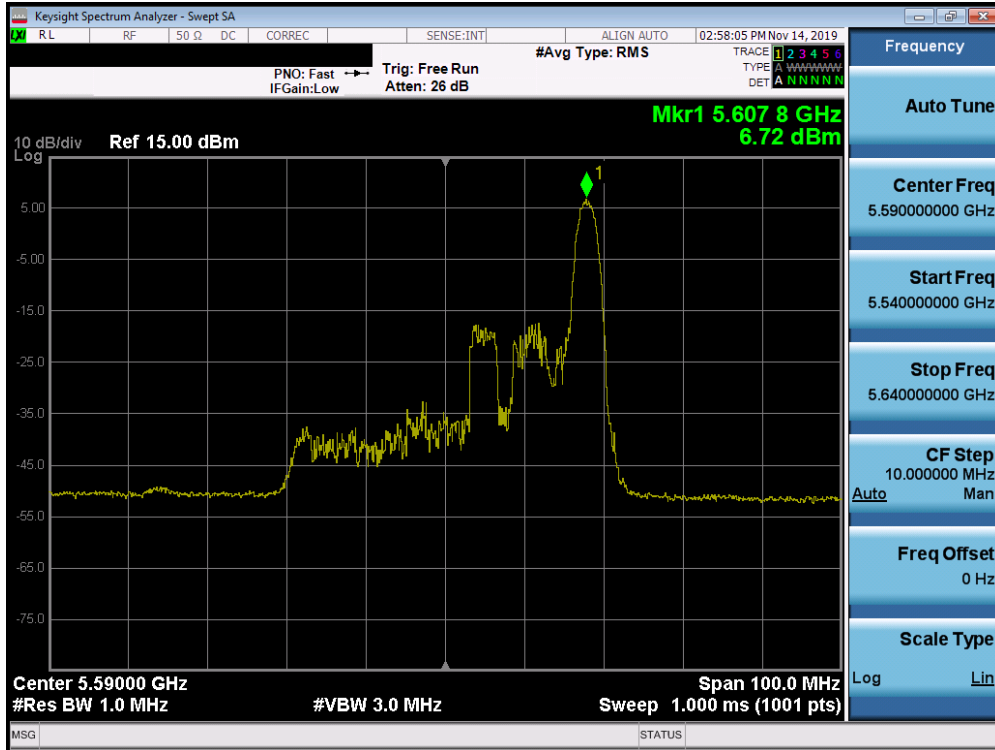 Keysight Spectrum Analyzer - Swept SA
LXI RL RF 50 Ω DC CORREC SENSE:INT ALIGN AUTO 02:58:05 PM Nov 14, 2019
Frequency
#Avg Type: RMS TRACE 1 2 3 4 5 6
PNO: Fast Trig: Free Run TYPE A WWWWW
IFGain:Low Atten: 26 dB DET A N N N N N
Auto Tune
Mkr1 5.607 8 GHz
10 dB/div Ref 15.00 dBm 6.72 dBm
Log
1
Center Freq
5.590000000 GHz
5.00
-5.00
Start Freq
5.540000000 GHz
-15.0
-25.0
Stop Freq
5.640000000 GHz
-35.0
-45.0
CF Step
10.000000 MHz
Auto Man
-55.0
-65.0
Freq Offset
0 Hz
-75.0
Scale Type
Log Lin
Center 5.59000 GHz Span 100.0 MHz
#Res BW 1.0 MHz #VBW 3.0 MHz Sweep 1.000 ms (1001 pts)
MSG STATUS